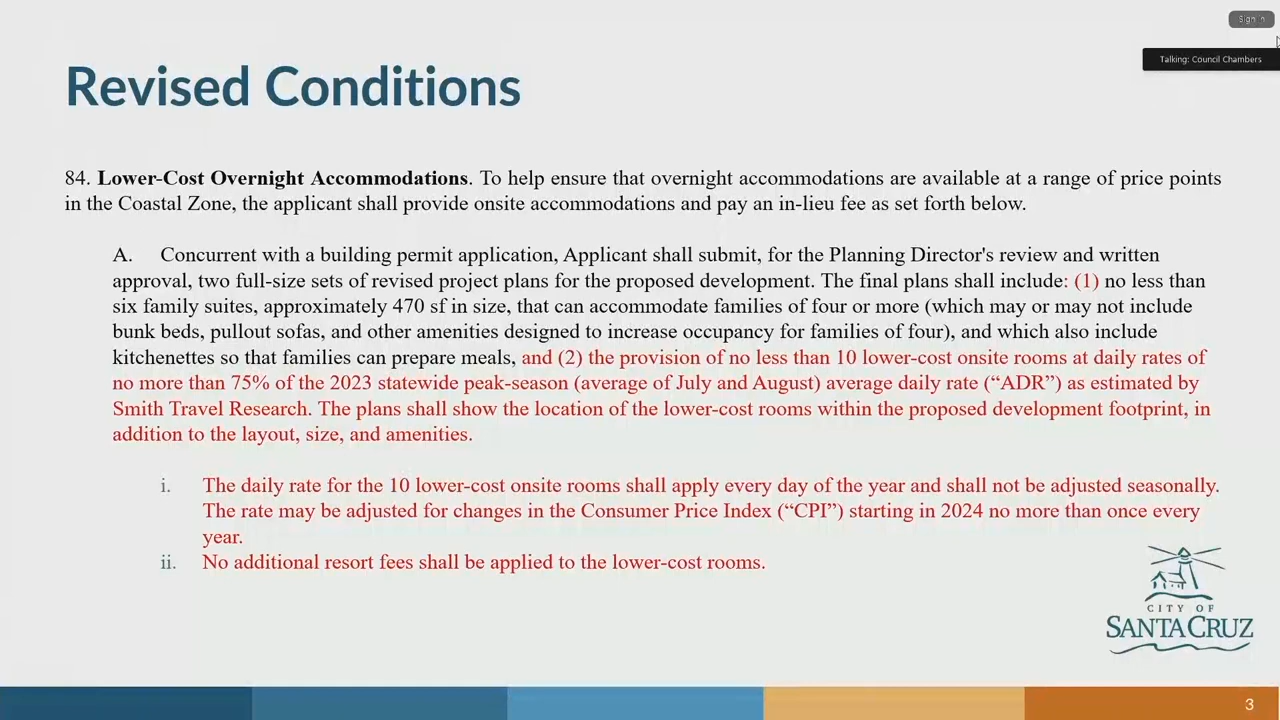 Sign in
Talking: Council Chambers
Revised Conditions
84. Lower-Cost Overnight Accommodations. To help ensure that overnight accommodations are available at a range of price points
in the Coastal Zone, the applicant shall provide onsite accommodations and pay an in-lieu fee as set forth below.
A. Concurrent with a building permit application, Applicant shall submit, for the Planning Director's review and written
approval, two full-size sets of revised project plans for the proposed development. The final plans shall include: (1) no less than
six family suites, approximately 470 sf in size, that can accommodate families of four or more (which may or may not include
bunk beds, pullout sofas, and other amenities designed to increase occupancy for families of four), and which also include
kitchenettes so that families can prepare meals, and (2) the provision of no less than 10 lower-cost onsite rooms at daily rates of
no more than 75% of the 2023 statewide peak-season (average of July and August) average daily rate (“ADR”) as estimated by
Smith Travel Research. The plans shall show the location of the lower-cost rooms within the proposed development footprint, in
addition to the layout, size, and amenities.
i. The daily rate for the 10 lower-cost onsite rooms shall apply every day of the year and shall not be adjusted seasonally.
The rate may be adjusted for changes in the Consumer Price Index (“CPI”) starting in 2024 no more than once every
year.
ii. No additional resort fees shall be applied to the lower-cost rooms.
CITY OF
SANTA CRUZ
3